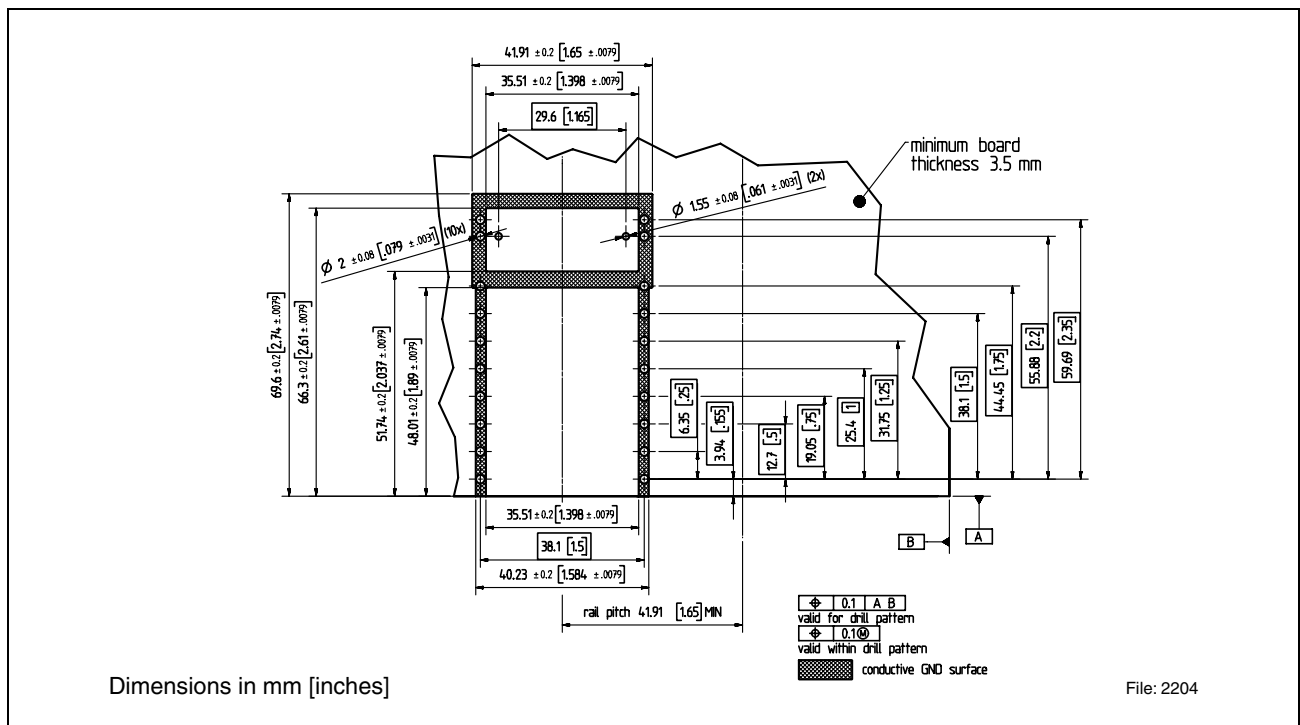 41.91 ±0.2 [1.65 ±.0079]
35.51 ±0.2 [1.398 ±.0079]
29.6 [1.165]
minimum board
thickness 3.5 mm
Ø 1.55 ±0.08 [.061 ±.0031] (2x)
Ø 2 ±0.08 [.079 ±.0031] (10x)
69.6 ±0.2 [2.74 ±.0079]
66.3 ±0.2 [2.61 ±.0079]
51.74 ±0.2 [2.037 ±.0079]
48.01 ±0.2 [1.89 ±.0079]
6.35 [.25]
3.94 [.155]
12.7 [.5]
19.05 [.75]
25.4 [1]
31.75 [1.25]
38.1 [1.5]
44.45 [1.75]
55.88 [2.2]
59.69 [2.35]
35.51 ±0.2 [1.398 ±.0079]
38.1 [1.5]
40.23 ±0.2 [1.584 ±.0079]
B
A
rail pitch 41.91 [1.65] MIN
⌖ 0.1 A B
valid for drill pattern
⌖ 0.1Ⓜ
valid within drill pattern
conductive GND surface
Dimensions in mm [inches]
File: 2204